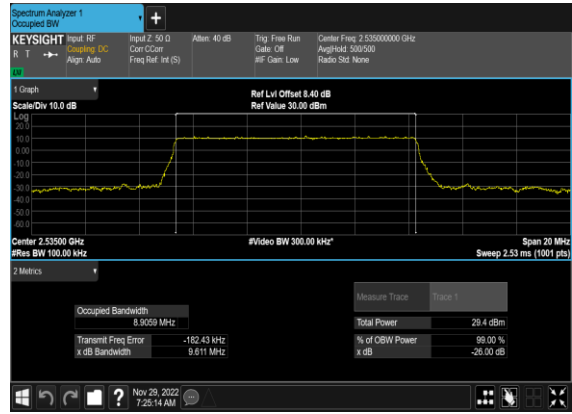 Spectrum Analyzer 1
Occupied BW
+
KEYSIGHT Input: RF Input Z: 50 Ω Atten: 40 dB Trig: Free Run Center Freq: 2.535000000 GHz
R T Coupling: DC Corr CCorr Gate: Off Avg|Hold: 500/500
Align: Auto Freq Ref: Int (S) #IF Gain: Low Radio Std: None
LW
1 Graph
Ref Lvl Offset 8.40 dB
Scale/Div 10.0 dB Ref Value 30.00 dBm
Log
20.0
10.0
0.00
-10.0
-20.0
-30.0
-40.0
-50.0
-60.0
Center 2.53500 GHz #Video BW 300.00 kHz* Span 20 MHz
#Res BW 100.00 kHz Sweep 2.53 ms (1001 pts)
2 Metrics
Measure Trace Trace 1
Occupied Bandwidth
8.9059 MHz Total Power 29.4 dBm
Transmit Freq Error -182.43 kHz % of OBW Power 99.00 %
x dB Bandwidth 9.611 MHz x dB -26.00 dB
?
Nov 29, 2022
7:25:14 AM